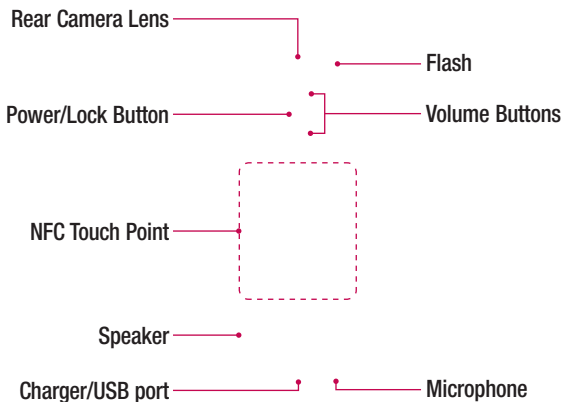 Rear Camera Lens
Flash
Power/Lock Button
Volume Buttons
NFC Touch Point
Speaker
Charger/USB port
Microphone